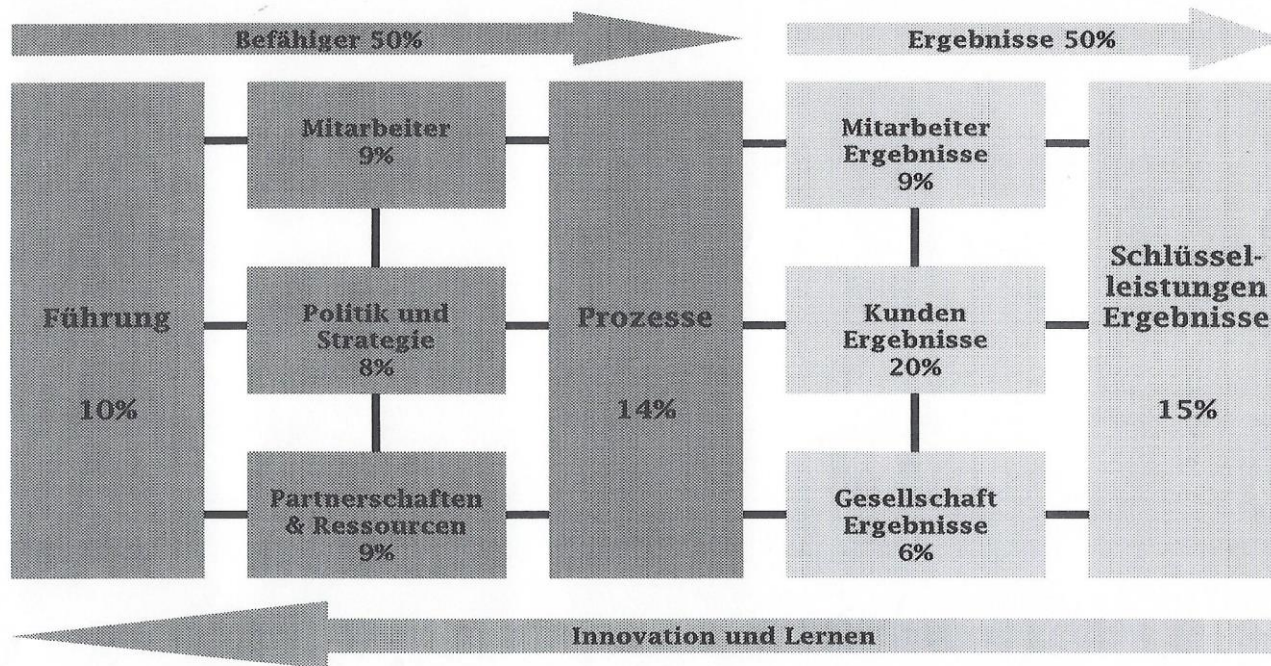 Befähiger 50%
Ergebnisse 50%
Führung
10%
Mitarbeiter
9%
Politik und
Strategie
8%
Partnerschaften
& Ressourcen
9%
Prozesse
14%
Mitarbeiter
Ergebnisse
9%
Kunden
Ergebnisse
20%
Gesellschaft
Ergebnisse
6%
Schlüssel-
leistungen
Ergebnisse
15%
Innovation und Lernen